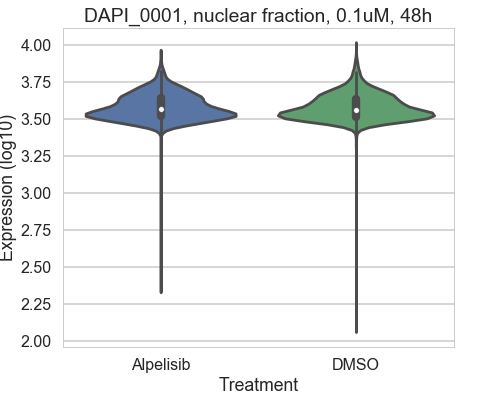 DAPI_0001, nuclear fraction, 0.1uM, 48h
4.00
3.75
3.50
3.25
3.00
2.75
2.50
2.25
2.00
Expression (log10)
Alpelisib
DMSO
Treatment